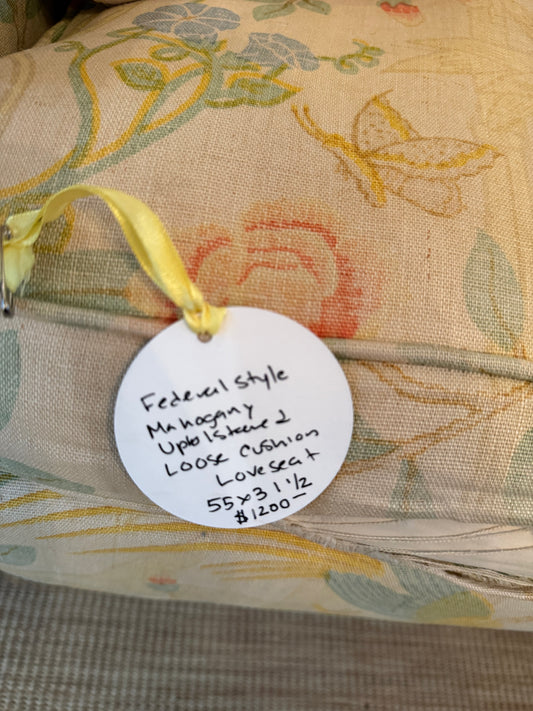 Federal Style
Mahogany
Upholstered
Loose Cushion
Loveseat
55x31 1/2
$1200-